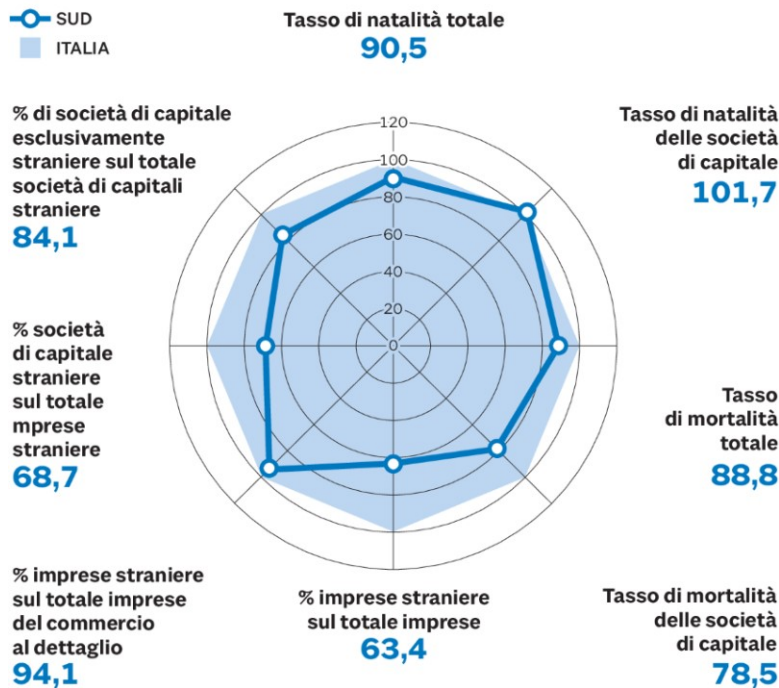 SUD
ITALIA
Tasso di natalità totale
90,5
120
100
80
60
40
20
0
Tasso di natalità
delle società
di capitale
101,7
Tasso
di mortalità
totale
88,8
Tasso di mortalità
delle società
di capitale
78,5
% imprese straniere
sul totale imprese
63,4
% imprese straniere
sul totale imprese
del commercio
al dettaglio
94,1
% società
di capitale
straniere
sul totale
mprese
straniere
68,7
% di società di capitale
esclusivamente
straniere sul totale
società di capitali
straniere
84,1